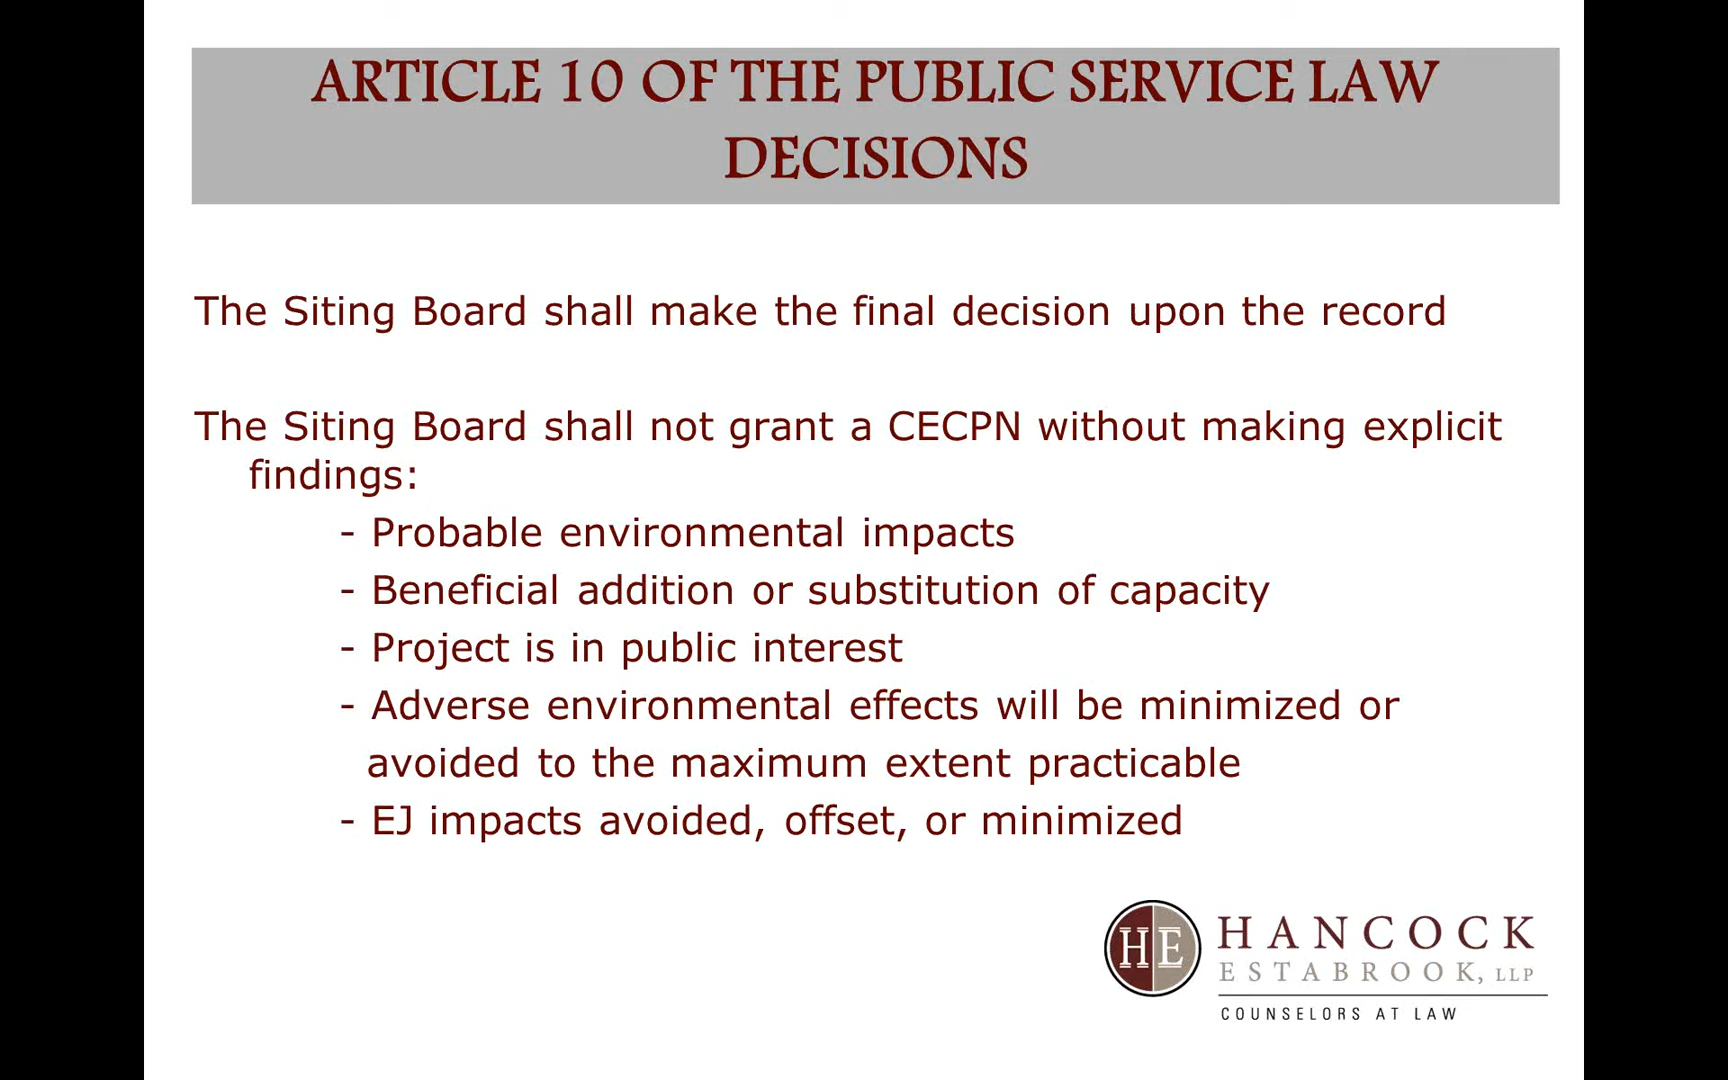 ARTICLE 10 OF THE PUBLIC SERVICE LAW
DECISIONS
The Siting Board shall make the final decision upon the record
The Siting Board shall not grant a CECPN without making explicit
findings:
- Probable environmental impacts
- Beneficial addition or substitution of capacity
- Project is in public interest
- Adverse environmental effects will be minimized or
avoided to the maximum extent practicable
- EJ impacts avoided, offset, or minimized
HE
HANCOCK
ESTABROOK, LLP
COUNSELORS AT LAW